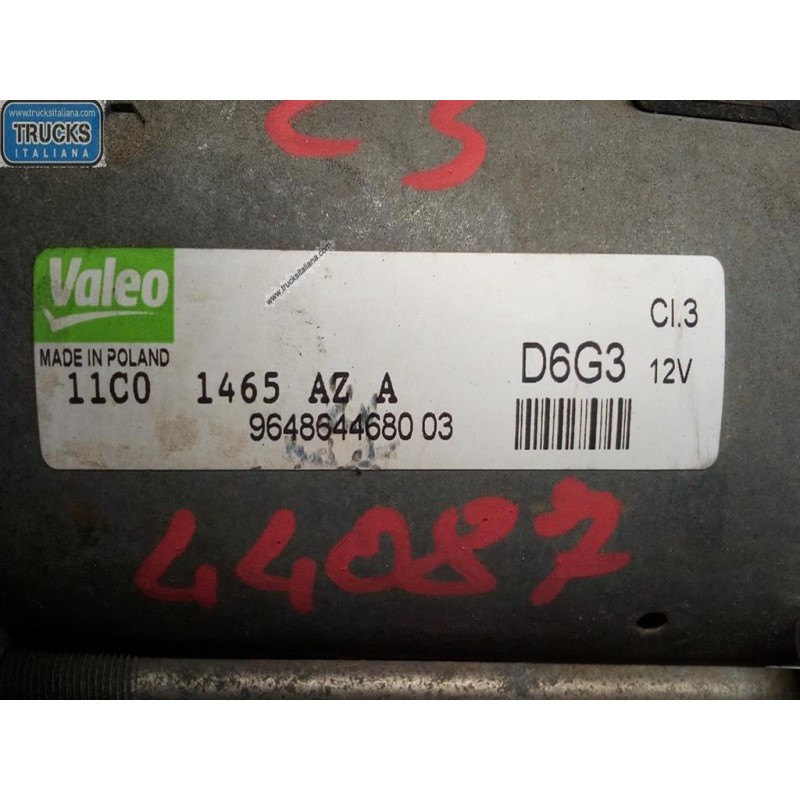 www.trucksitaliana.com
TRUCKS
ITALIANA
C3
Valeo
www.trucksitaliana.com
MADE IN POLAND
11C0 1465 AZ A
9648644680 03
D6G3
Cl.3
12V
44087